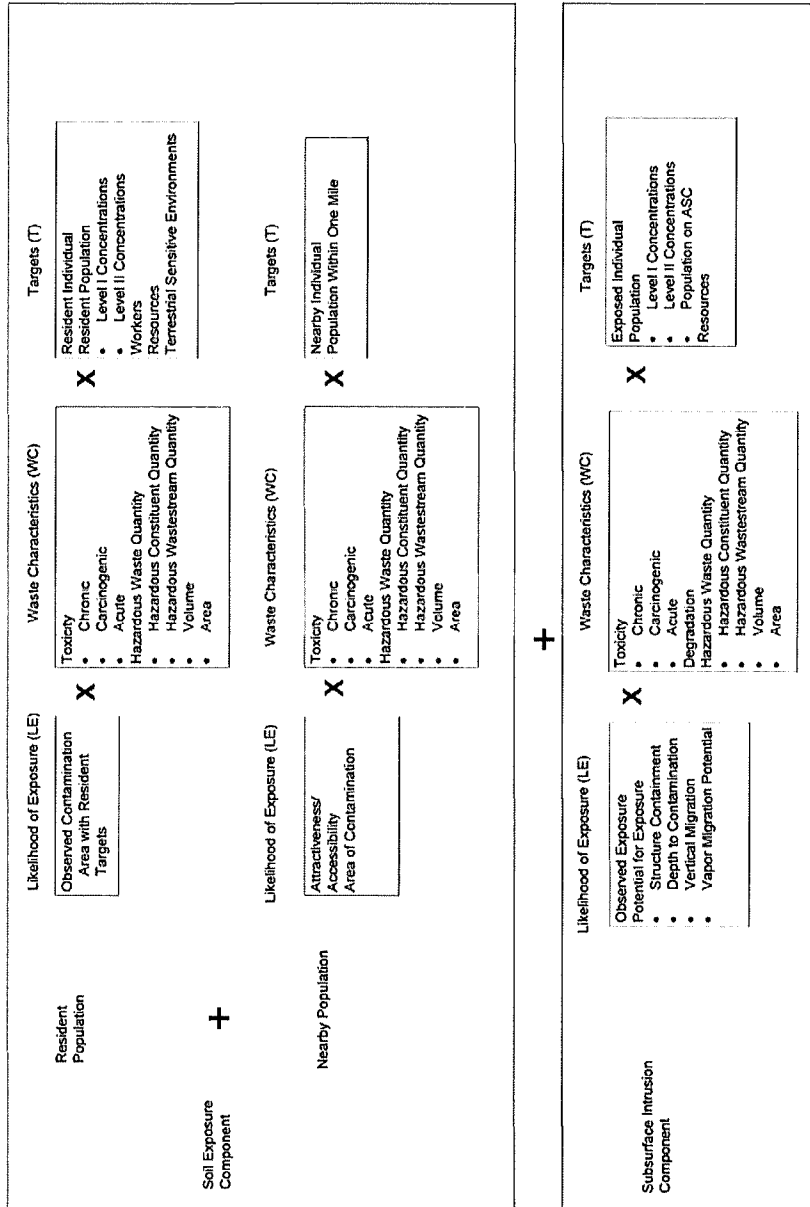 Likelihood of Exposure (LE)
Waste Characteristics (WC)
Targets (T)
Soil Exposure
Component
Resident
Population
Observed Contamination
Area with Resident
Targets
X
Toxicity
• Chronic
• Carcinogenic
• Acute
Hazardous Waste Quantity
• Hazardous Constituent Quantity
• Hazardous Wastestream Quantity
• Volume
• Area
X
Resident Individual
Resident Population
• Level I Concentrations
• Level II Concentrations
Workers
Resources
Terrestrial Sensitive Environments
+
Likelihood of Exposure (LE)
Waste Characteristics (WC)
Targets (T)
Nearby Population
Attractiveness/
Accessibility
Area of Contamination
X
Toxicity
• Chronic
• Carcinogenic
• Acute
Hazardous Waste Quantity
• Hazardous Constituent Quantity
• Hazardous Wastestream Quantity
• Volume
• Area
X
Nearby Individual
Population Within One Mile
+
Likelihood of Exposure (LE)
Waste Characteristics (WC)
Targets (T)
Subsurface Intrusion
Component
Observed Exposure
Potential for Exposure
• Structure Containment
• Depth to Contamination
• Vertical Migration
• Vapor Migration Potential
X
Toxicity
• Chronic
• Carcinogenic
• Acute
Degradation
Hazardous Waste Quantity
• Hazardous Constituent Quantity
• Hazardous Wastestream Quantity
• Volume
• Area
X
Exposed Individual
Population
• Level I Concentrations
• Level II Concentrations
• Population on ASC
Resources